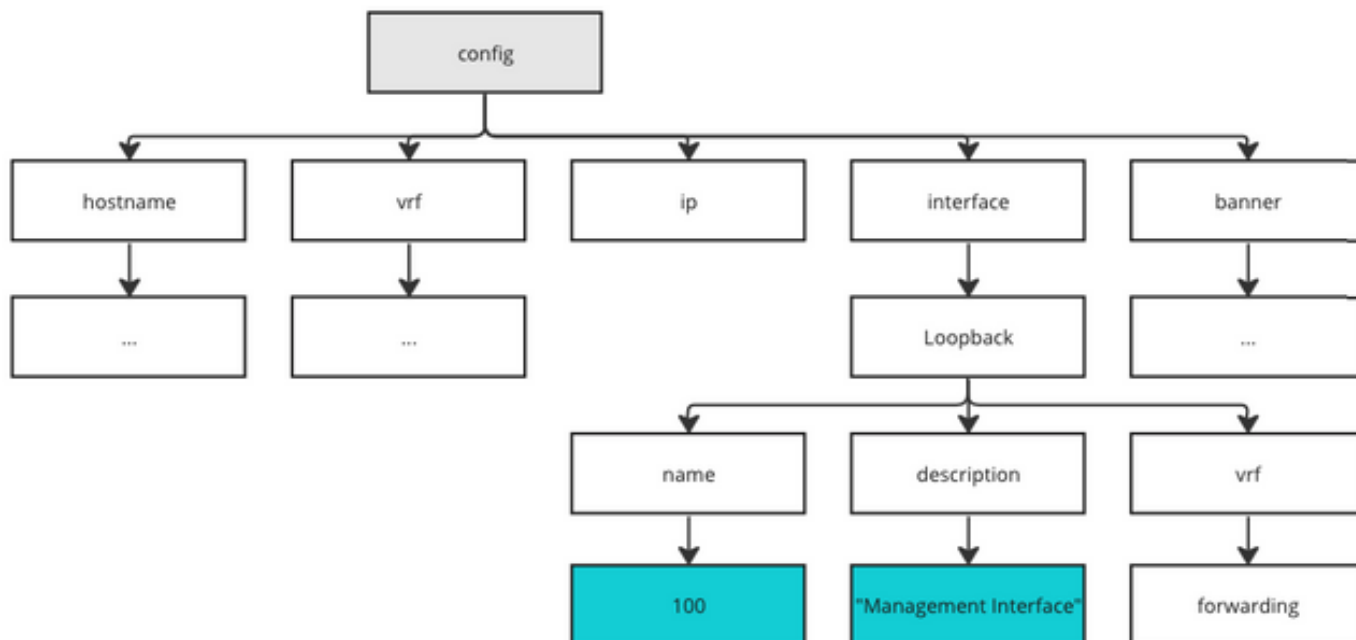 config
hostname
vrf
ip
interface
banner
...
...
Loopback
...
name
description
vrf
100
"Management Interface"
forwarding